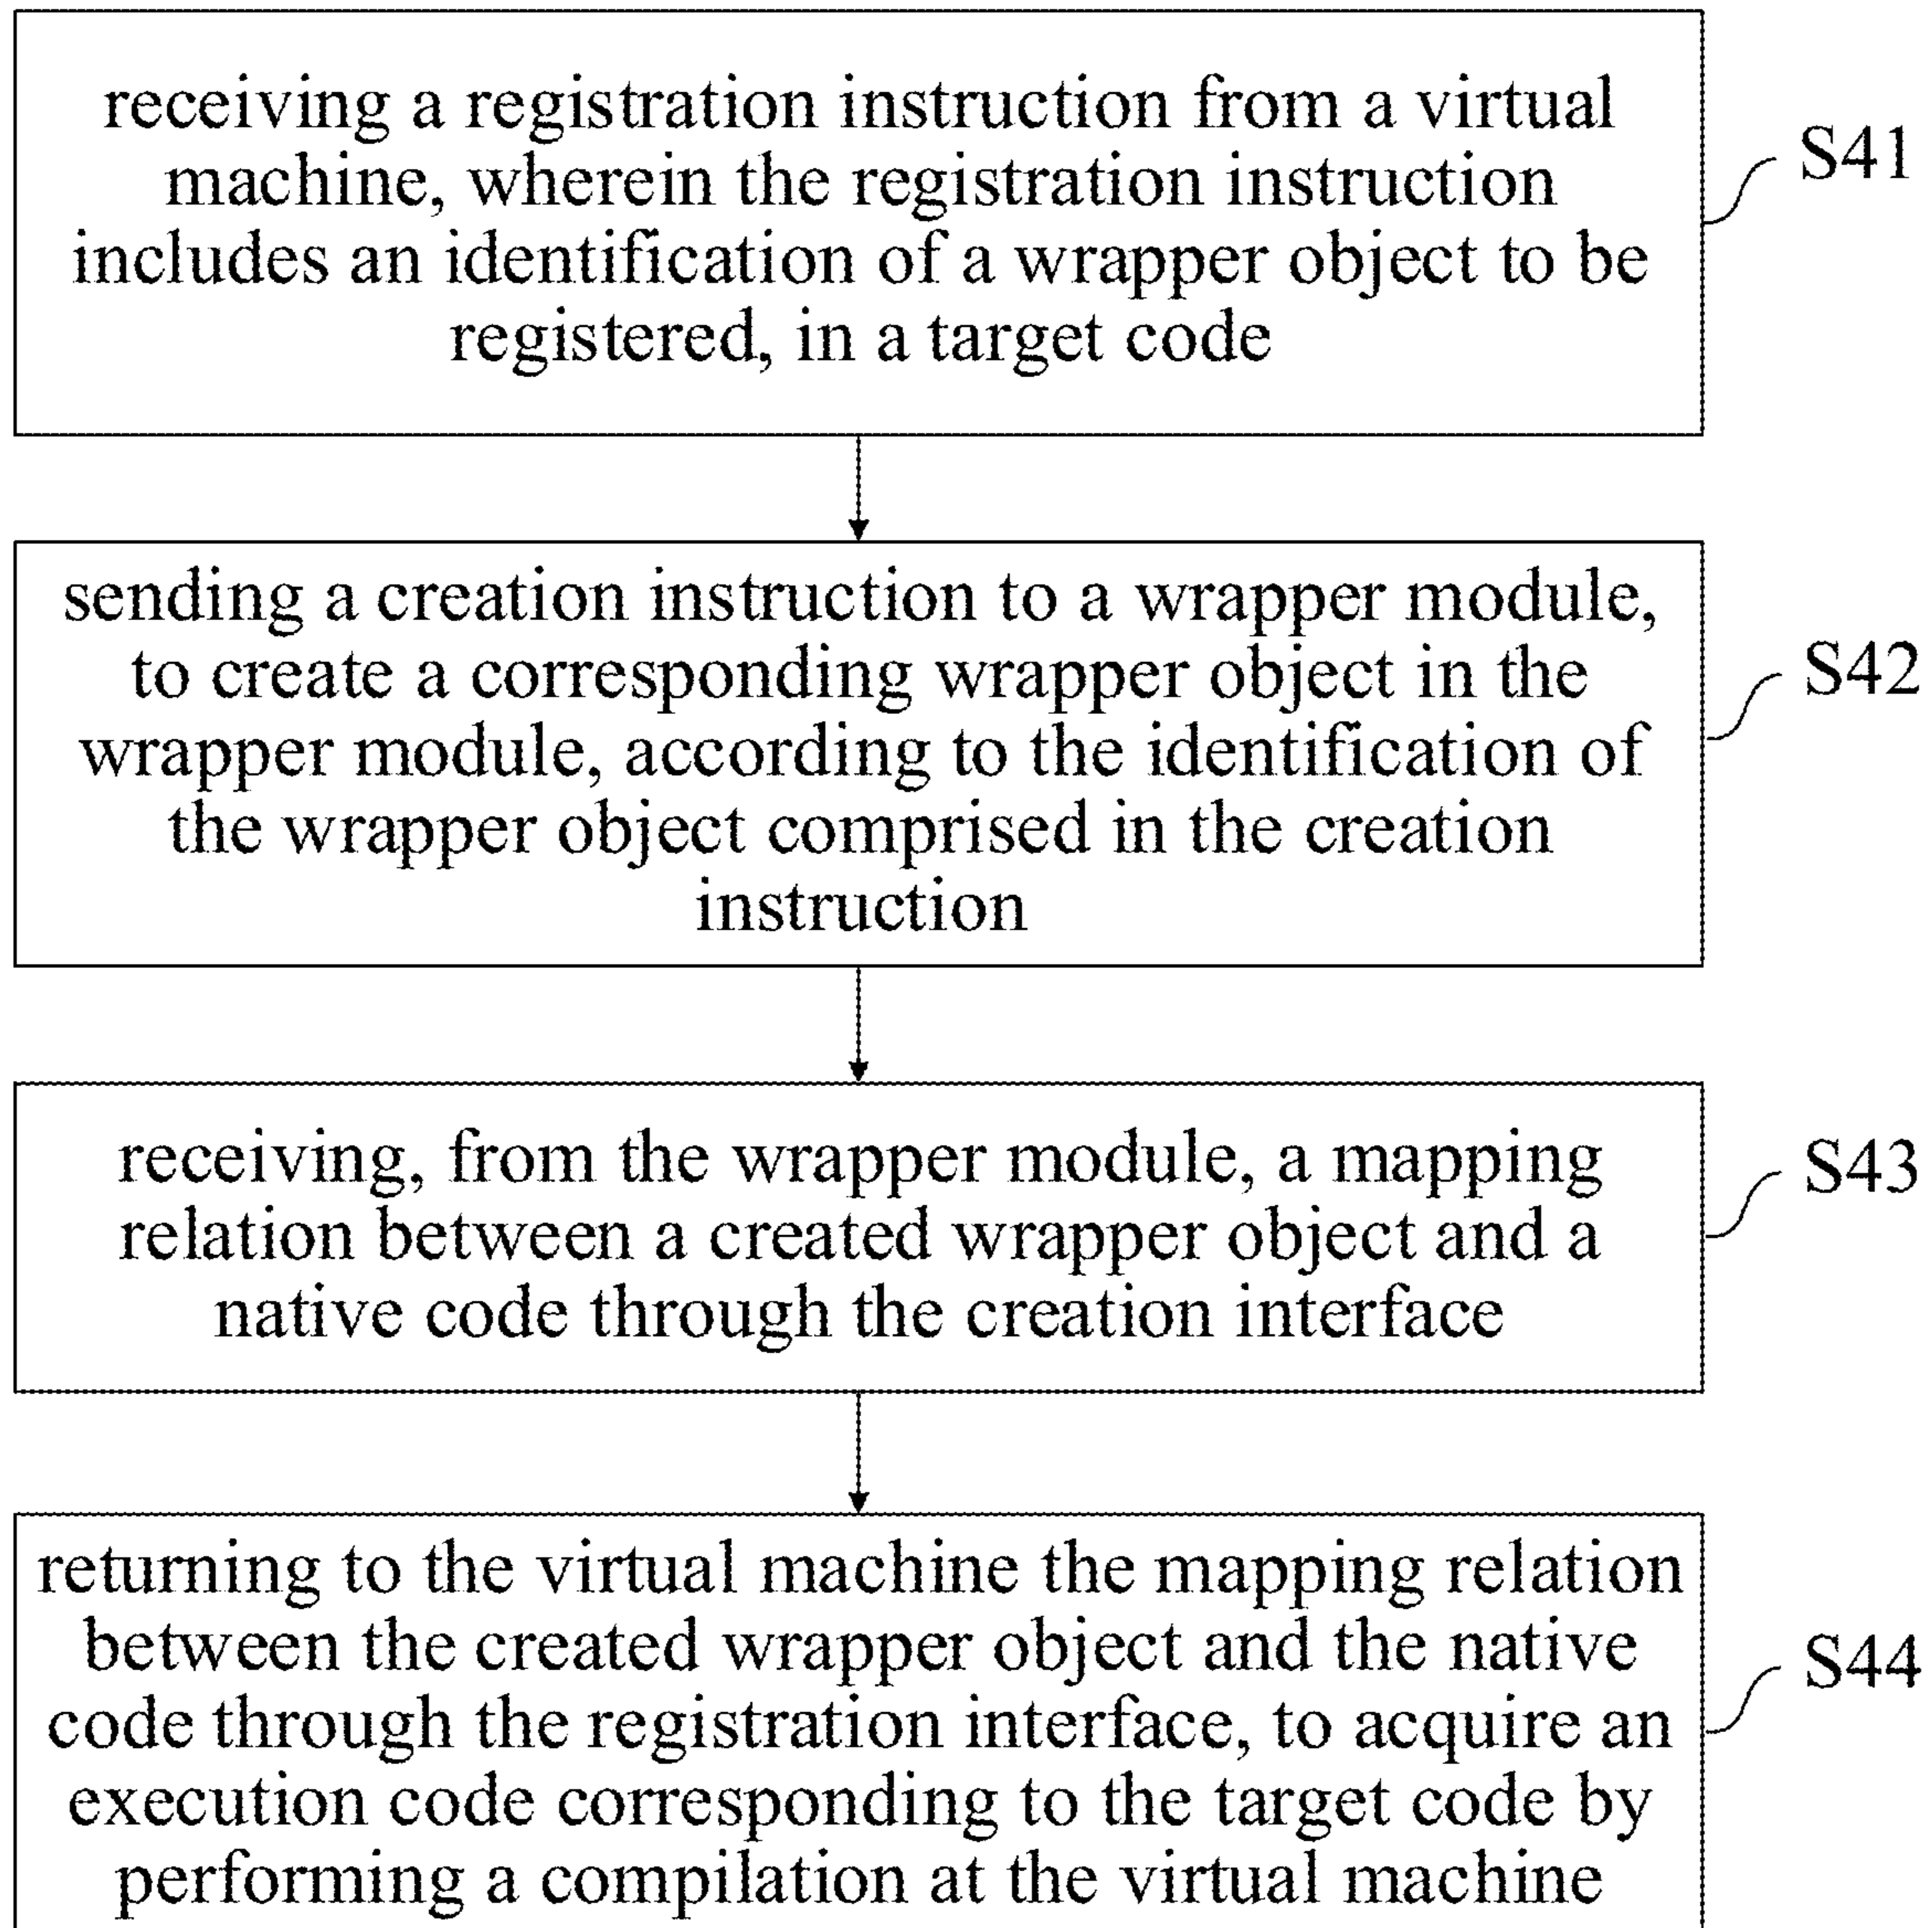 receiving a registration instruction from a virtual
machine, wherein the registration instruction
includes an identification of a wrapper object to be
registered, in a target code
S41
sending a creation instruction to a wrapper module,
to create a corresponding wrapper object in the
wrapper module, according to the identification of
the wrapper object comprised in the creation
instruction
S42
receiving, from the wrapper module, a mapping
relation between a created wrapper object and a
native code through the creation interface
S43
returning to the virtual machine the mapping relation
between the created wrapper object and the native
code through the registration interface, to acquire an
execution code corresponding to the target code by
performing a compilation at the virtual machine
S44